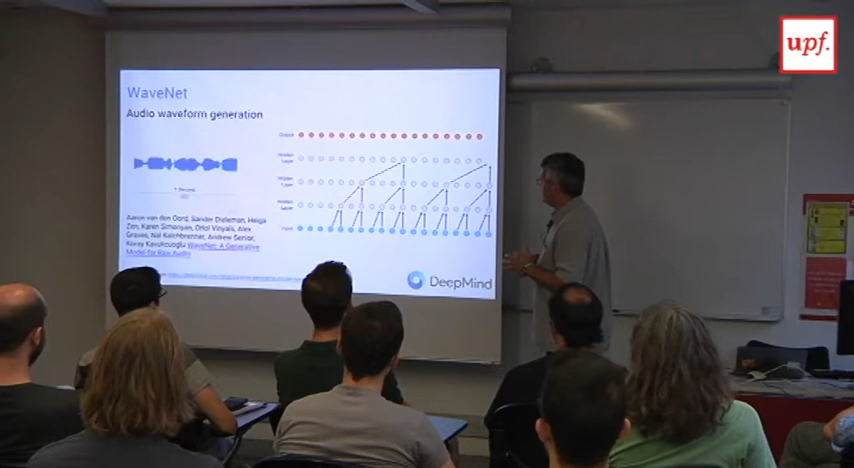 upf.
WaveNet
Audio waveform generation
Output
Hidden
Layer
Hidden
Layer
Hidden
Layer
Input
1 Second
Aaron van den Oord, Sander Dieleman, Heiga
Zen, Karen Simonyan, Oriol Vinyals, Alex
Graves, Nal Kalchbrenner, Andrew Senior,
Koray Kavukcuoglu WaveNet: A Generative
Model for Raw Audio
DeepMind